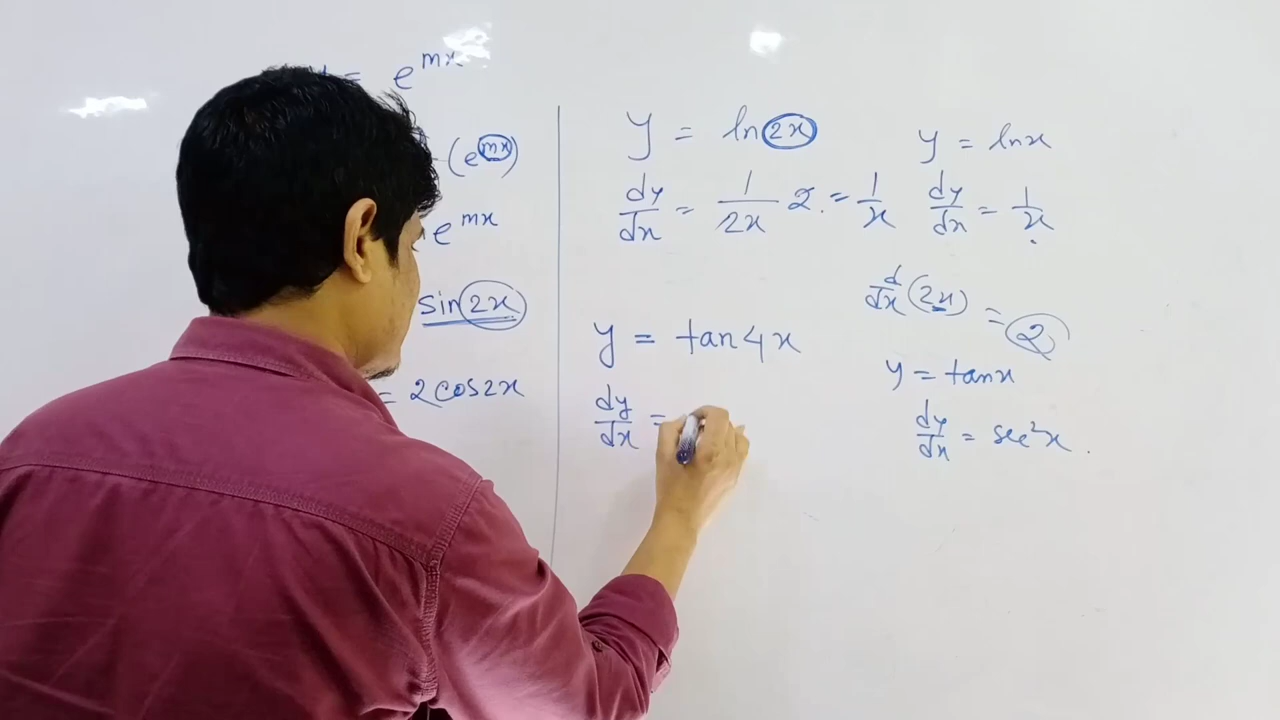 = e^mx
(e^mx)
e^mx
sin 2x
= 2cos2x
y = ln 2x
dy/dx = 1/2x 2. = 1/x
y = tan4x
dy/dx =
y = lnx
dy/dx = 1/x
d/dx (2x) = 2
y = tanx
dy/dx = sec²x.